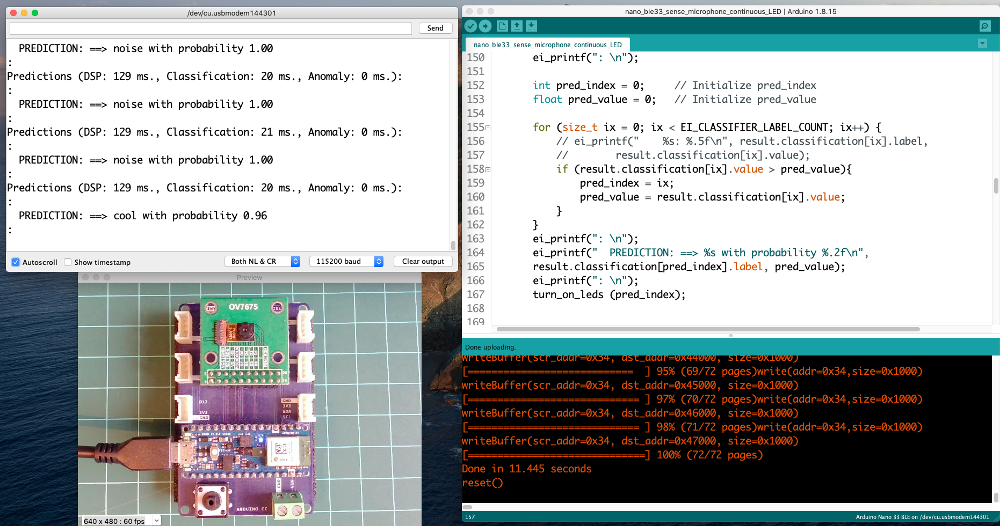 /dev/cu.usbmodem144301
Send
PREDICTION: ==> noise with probability 1.00
:
Predictions (DSP: 129 ms., Classification: 20 ms., Anomaly: 0 ms.):
:
PREDICTION: ==> noise with probability 1.00
:
Predictions (DSP: 129 ms., Classification: 21 ms., Anomaly: 0 ms.):
:
PREDICTION: ==> noise with probability 1.00
:
Predictions (DSP: 129 ms., Classification: 20 ms., Anomaly: 0 ms.):
:
PREDICTION: ==> cool with probability 0.96
:
Autoscroll Show timestamp Both NL & CR 115200 baud Clear output
Preview
INY OV7675 TEL
D12
3V3
GND
GND
3V3
SDA
SCL
GND
VIN
ARDUINO.CC
640 x 480 : 60 fps
nano_ble33_sense_microphone_continuous_LED | Arduino 1.8.15
nano_ble33_sense_microphone_continuous_LED
150 ei_printf(": \n");
151
152 int pred_index = 0; // Initialize pred_index
153 float pred_value = 0; // Initialize pred_value
154
155 for (size_t ix = 0; ix < EI_CLASSIFIER_LABEL_COUNT; ix++) {
156 // ei_printf("    %s: %.5f\n", result.classification[ix].label,
157 //        result.classification[ix].value);
158 if (result.classification[ix].value > pred_value){
159 pred_index = ix;
160 pred_value = result.classification[ix].value;
161 }
162 }
163 ei_printf(": \n");
164 ei_printf("  PREDICTION: ==> %s with probability %.2f\n",
165 result.classification[pred_index].label, pred_value);
166 ei_printf(": \n");
167 turn_on_leds (pred_index);
168
169
Done uploading.
writeBuffer(scr_addr=0x34, dst_addr=0x44000, size=0x1000)
[============================  ] 95% (69/72 pages)write(addr=0x34,size=0x1000)
writeBuffer(scr_addr=0x34, dst_addr=0x45000, size=0x1000)
[============================= ] 97% (70/72 pages)write(addr=0x34,size=0x1000)
writeBuffer(scr_addr=0x34, dst_addr=0x46000, size=0x1000)
[============================= ] 98% (71/72 pages)write(addr=0x34,size=0x1000)
writeBuffer(scr_addr=0x34, dst_addr=0x47000, size=0x1000)
[==============================] 100% (72/72 pages)
Done in 11.445 seconds
reset()
157 Arduino Nano 33 BLE on /dev/cu.usbmodem144301